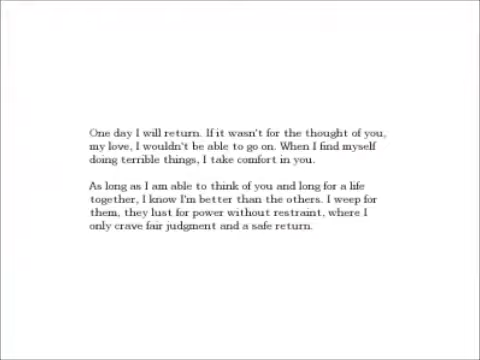 One day I will return. If it wasn't for the thought of you,
my love, I wouldn't be able to go on. When I find myself
doing terrible things, I take comfort in you.
As long as I am able to think of you and long for a life
together, I know I'm better than the others. I weep for
them, they lust for power without restraint, where I
only crave fair judgment and a safe return.